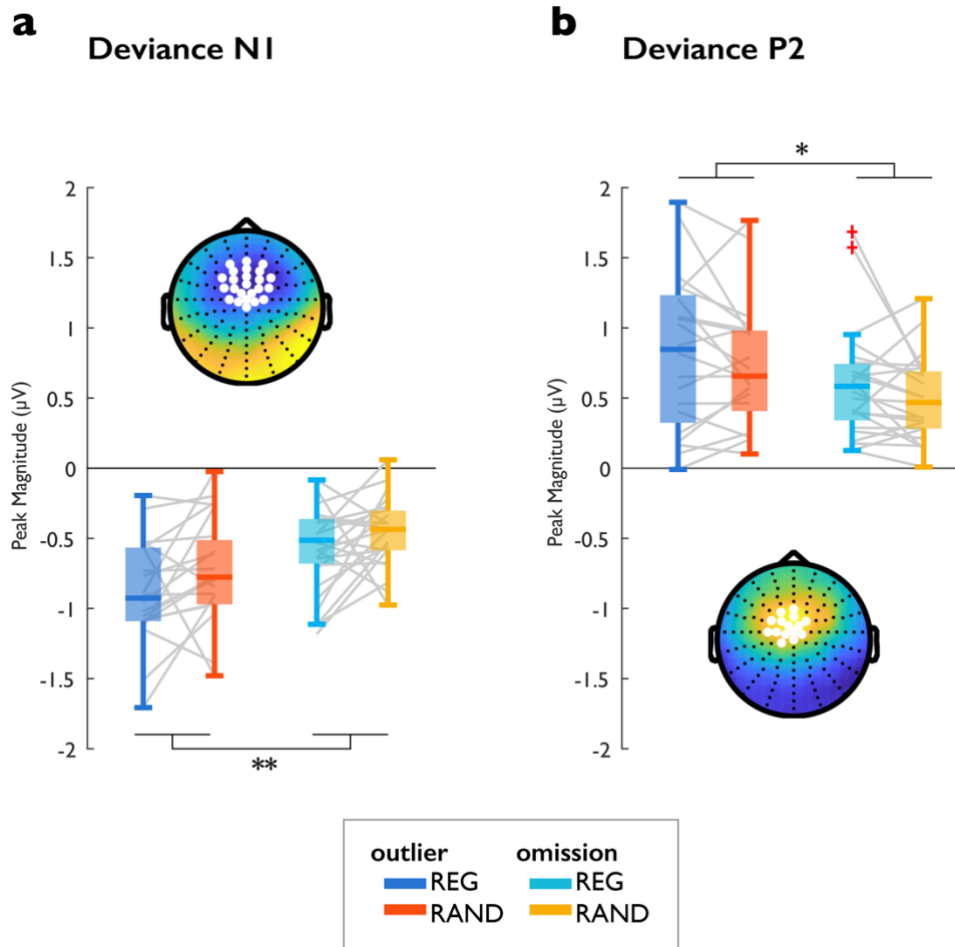 a
Deviance N1
Peak Magnitude (μV)
2
1.5
1
0.5
0
-0.5
-1
-1.5
-2
**
b
Deviance P2
*
Peak Magnitude (μV)
2
1.5
1
0.5
0
-0.5
-1
-1.5
-2
outlier omission
REG REG
RAND RAND